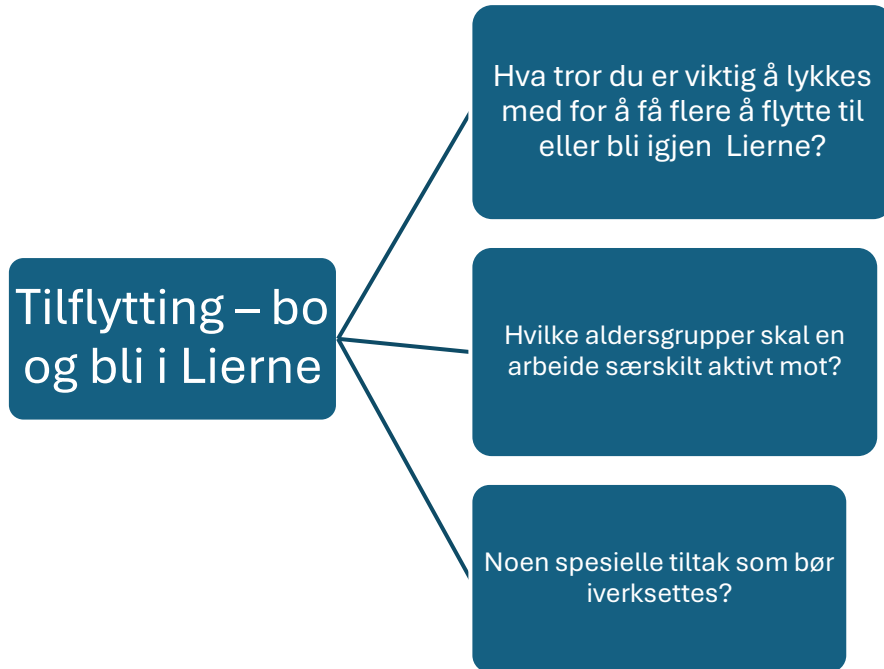 Tilflytting – bo
og bli i Lierne
Hva tror du er viktig å lykkes
med for å få flere å flytte til
eller bli igjen  Lierne?
Hvilke aldersgrupper skal en
arbeide særskilt aktivt mot?
Noen spesielle tiltak som bør
iverksettes?